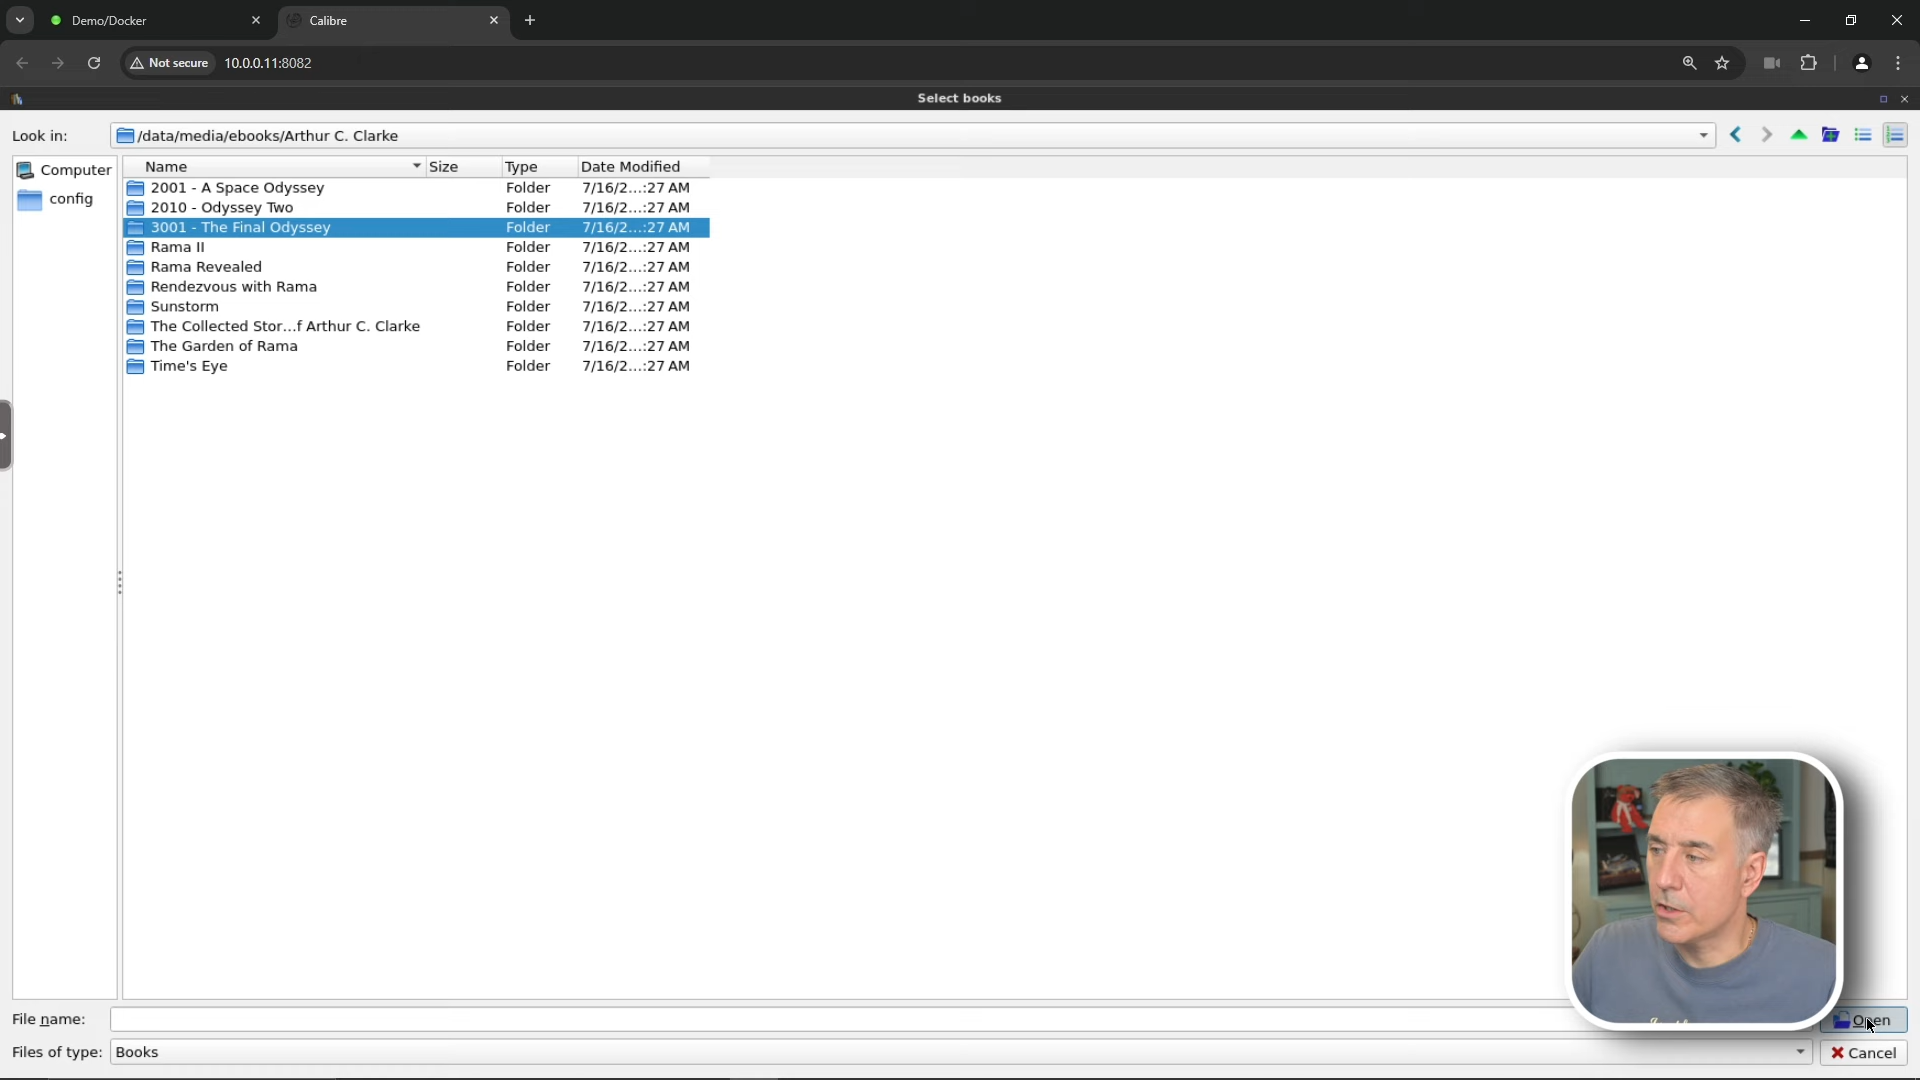 Demo/Docker
Calibre
Not secure
10.0.0.11:8082
Select books
Look in:
/data/media/ebooks/Arthur C. Clarke
Computer
config
Name Size Type Date Modified
2001 - A Space Odyssey Folder 7/16/2...:27 AM
2010 - Odyssey Two Folder 7/16/2...:27 AM
3001 - The Final Odyssey Folder 7/16/2...:27 AM
Rama II Folder 7/16/2...:27 AM
Rama Revealed Folder 7/16/2...:27 AM
Rendezvous with Rama Folder 7/16/2...:27 AM
Sunstorm Folder 7/16/2...:27 AM
The Collected Stor...f Arthur C. Clarke Folder 7/16/2...:27 AM
The Garden of Rama Folder 7/16/2...:27 AM
Time's Eye Folder 7/16/2...:27 AM
File name:
Open
Files of type: Books
Cancel